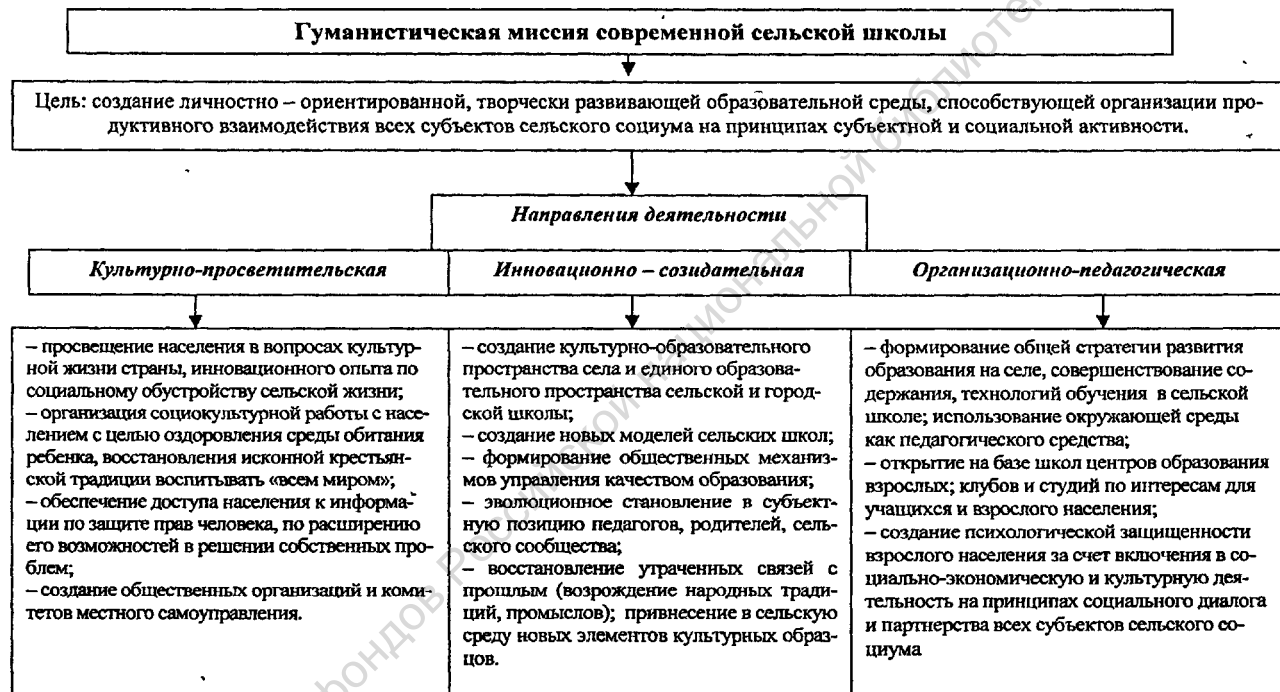 Гуманистическая миссия современной сельской школы
Цель: создание личностно – ориентированной, творчески развивающей образовательной среды, способствующей организации про-
дуктивного взаимодействия всех субъектов сельского социума на принципах субъектной и социальной активности.
Направления деятельности
Культурно-просветительская
Инновационно – созидательная
Организационно-педагогическая
– просвещение населения в вопросах культур-
ной жизни страны, инновационного опыта по
социальному обустройству сельской жизни;
– организация социокультурной работы с насе-
лением с целью оздоровления среды обитания
ребенка, восстановления исконной крестьян-
ской традиции воспитывать «всем миром»;
– обеспечение доступа населения к информа-
ции по защите прав человека, по расширению
его возможностей в решении собственных про-
блем;
– создание общественных организаций и коми-
тетов местного самоуправления.
– создание культурно-образовательного
пространства села и единого образова-
тельного пространства сельской и город-
ской школы;
– создание новых моделей сельских школ;
– формирование общественных механиз-
мов управления качеством образования;
– эволюционное становление в субъект-
ную позицию педагогов, родителей, сель-
ского сообщества;
– восстановление утраченных связей с
прошлым (возрождение народных тради-
ций, промыслов); привнесение в сельскую
среду новых элементов культурных образ-
цов.
– формирование общей стратегии развития
образования на селе, совершенствование со-
держания, технологий обучения в сельской
школе; использование окружающей среды
как педагогического средства;
– открытие на базе школ центров образования
взрослых; клубов и студий по интересам для
учащихся и взрослого населения;
– создание психологической защищенности
взрослого населения за счет включения в со-
циально-экономическую и культурную дея-
тельность на принципах социального диалога
и партнерства всех субъектов сельского со-
циума
фондов Российской национальной библиотек